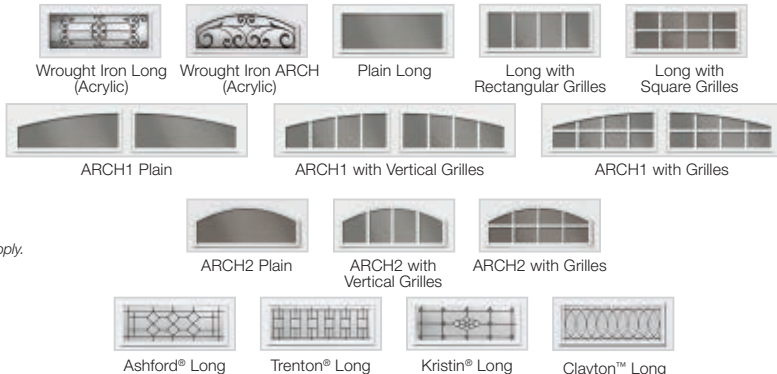 Wrought Iron Long
(Acrylic)
Wrought Iron ARCH
(Acrylic)
Plain Long
Long with
Rectangular Grilles
Long with
Square Grilles
ARCH1 Plain
ARCH1 with Vertical Grilles
ARCH1 with Grilles
ARCH2 Plain
ARCH2 with
Vertical Grilles
ARCH2 with Grilles
Ashford® Long
Trenton® Long
Kristin® Long
Clayton™ Long